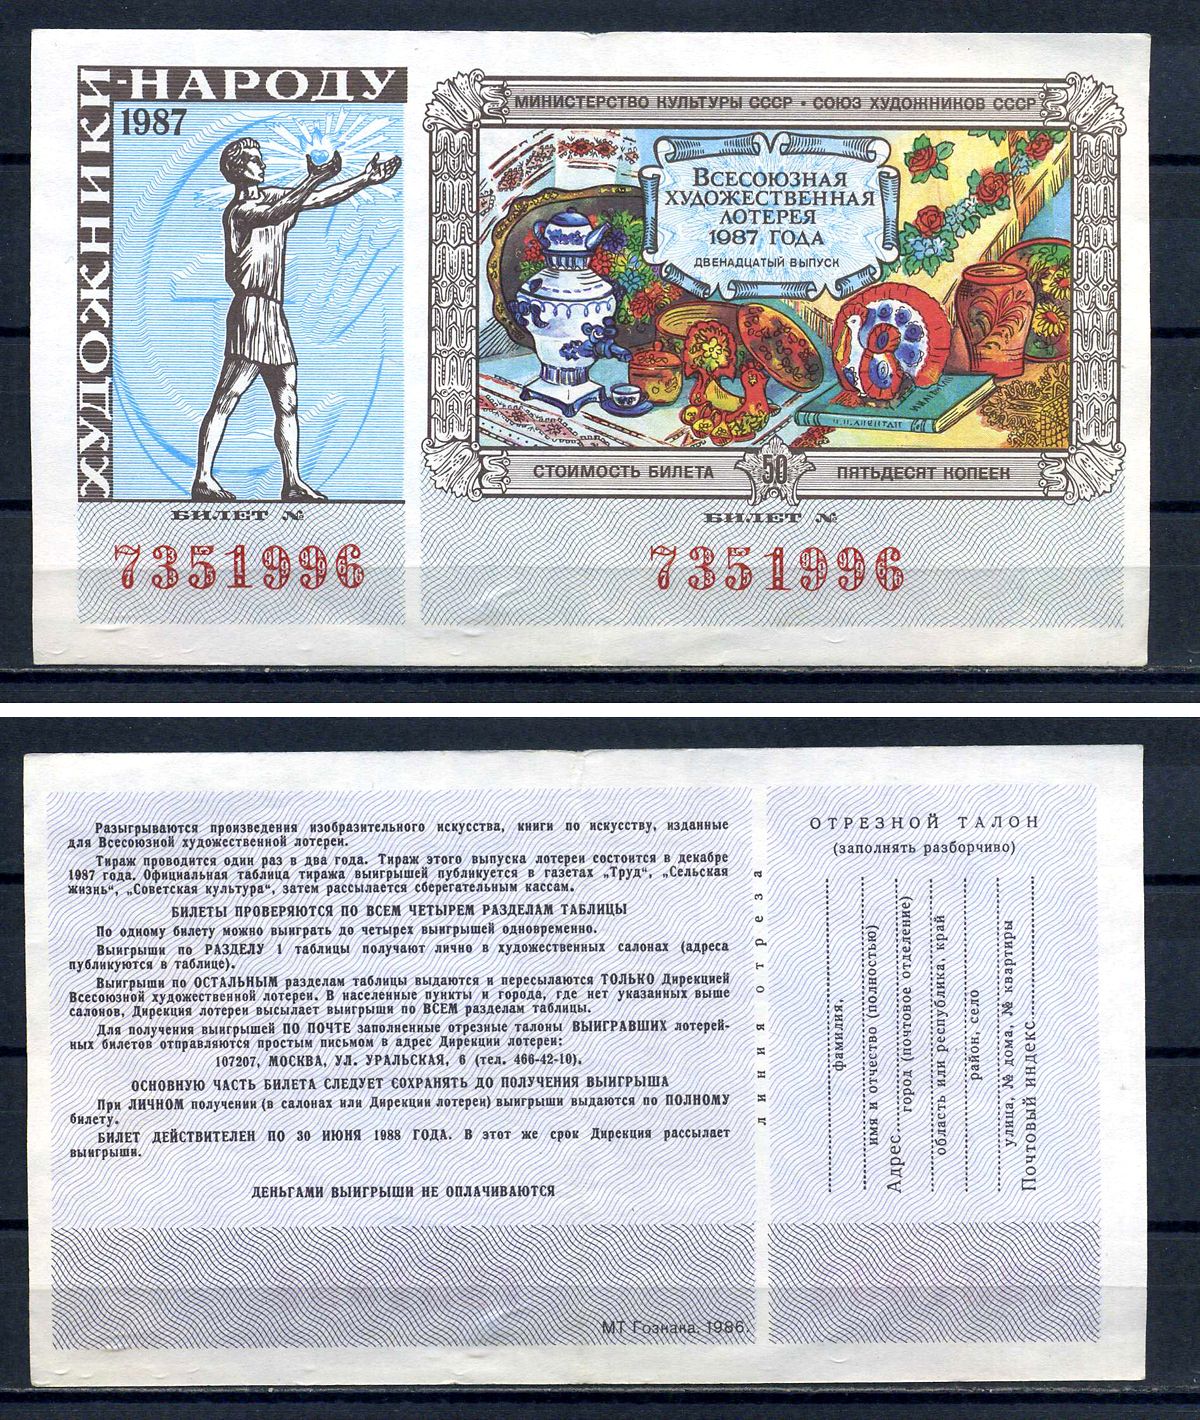 ХУДОЖНИКИ-НАРОДУ
1987
БИЛЕТ №
7351996
МИНИСТЕРСТВО КУЛЬТУРЫ СССР · СОЮЗ ХУДОЖНИКОВ СССР
ВСЕСОЮЗНАЯ
ХУДОЖЕСТВЕННАЯ
ЛОТЕРЕЯ
1987 ГОДА
ДВЕНАДЦАТЫЙ ВЫПУСК
СТОИМОСТЬ БИЛЕТА 50 ПЯТЬДЕСЯТ КОПЕЕК
БИЛЕТ №
7351996
Разыгрываются произведения изобразительного искусства, книги по искусству, изданные
для Всесоюзной художественной лотереи.
Тираж проводится один раз в два года. Тираж этого выпуска лотереи состоится в декабре
1987 года. Официальная таблица тиража выигрышей публикуется в газетах „Труд“, „Сельская
жизнь“, „Советская культура“, затем рассылается сберегательным кассам.
БИЛЕТЫ ПРОВЕРЯЮТСЯ ПО ВСЕМ ЧЕТЫРЕМ РАЗДЕЛАМ ТАБЛИЦЫ
По одному билету можно выиграть до четырех выигрышей одновременно.
Выигрыши по РАЗДЕЛУ 1 таблицы получают лично в художественных салонах (адреса
публикуются в таблице).
Выигрыши по ОСТАЛЬНЫМ разделам таблицы выдаются и пересылаются ТОЛЬКО Дирекцией
Всесоюзной художественной лотереи. В населенные пункты и города, где нет указанных выше
салонов, Дирекция лотереи высылает выигрыши по ВСЕМ разделам таблицы.
Для получения выигрышей ПО ПОЧТЕ заполненные отрезные талоны ВЫИГРАВШИХ лотерей-
ных билетов отправляются простым письмом в адрес Дирекции лотереи:
107207, МОСКВА, УЛ. УРАЛЬСКАЯ, 6 (тел. 466-42-10).
ОСНОВНУЮ ЧАСТЬ БИЛЕТА СЛЕДУЕТ СОХРАНЯТЬ ДО ПОЛУЧЕНИЯ ВЫИГРЫША
При ЛИЧНОМ получении (в салонах или Дирекции лотереи) выигрыши выдаются по ПОЛНОМУ
билету.
БИЛЕТ ДЕЙСТВИТЕЛЕН ПО 30 ИЮНЯ 1988 ГОДА. В этот же срок Дирекция рассылает
выигрыши.
ДЕНЬГАМИ ВЫИГРЫШИ НЕ ОПЛАЧИВАЮТСЯ
МТ Гознака. 1986.
линия отреза
ОТРЕЗНОЙ ТАЛОН
(заполнять разборчиво)
фамилия,
имя и отчество (полностью)
Адрес
город (почтовое отделение)
область или республика, край
район, село
улица, № дома, № квартиры
Почтовый индекс